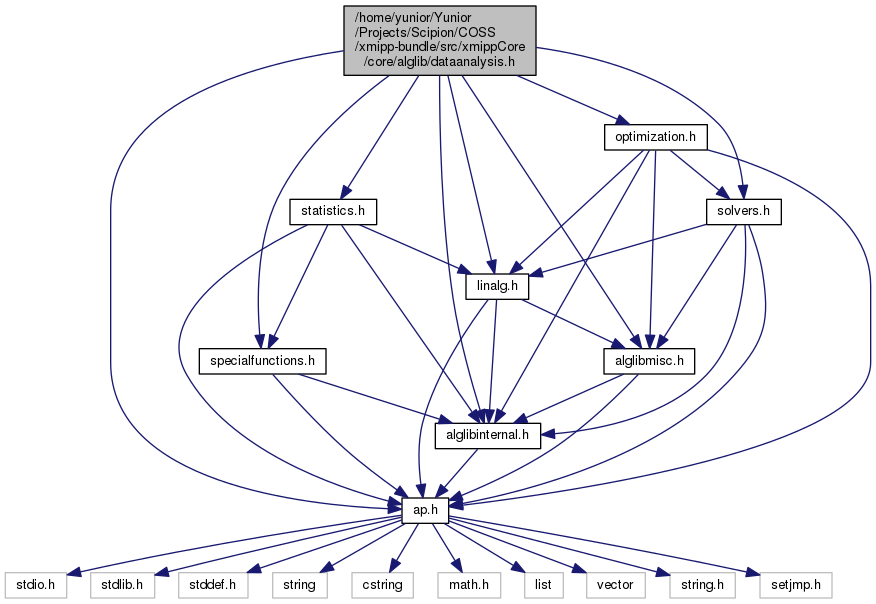 /home/yunior/Yunior
/Projects/Scipion/COSS
/xmipp-bundle/src/xmippCore
/core/alglib/dataanalysis.h
optimization.h
statistics.h
solvers.h
linalg.h
specialfunctions.h
alglibmisc.h
alglibinternal.h
ap.h
stdio.h
stdlib.h
stddef.h
string
cstring
math.h
list
vector
string.h
setjmp.h